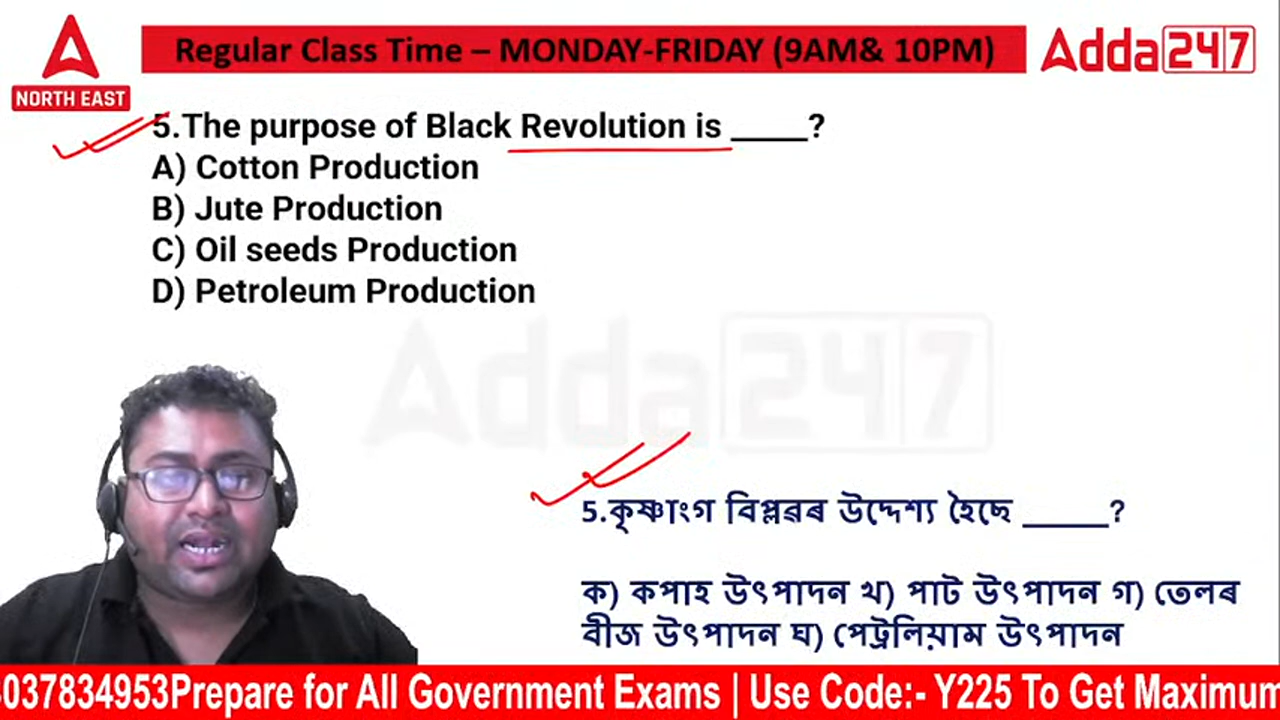 Regular Class Time – MONDAY-FRIDAY (9AM& 10PM)
Adda247
NORTH EAST
5.The purpose of Black Revolution is _____?
A) Cotton Production
B) Jute Production
C) Oil seeds Production
D) Petroleum Production
Adda247
5.কৃষ্ণাংগ বিপ্লৱৰ উদ্দেশ্য হৈছে ______?
ক) কপাহ উৎপাদন খ) পাট উৎপাদন গ) তেলৰ
বীজ উৎপাদন ঘ) পেট্ৰলিয়াম উৎপাদন
037834953Prepare for All Government Exams | Use Code:- Y225 To Get Maximum